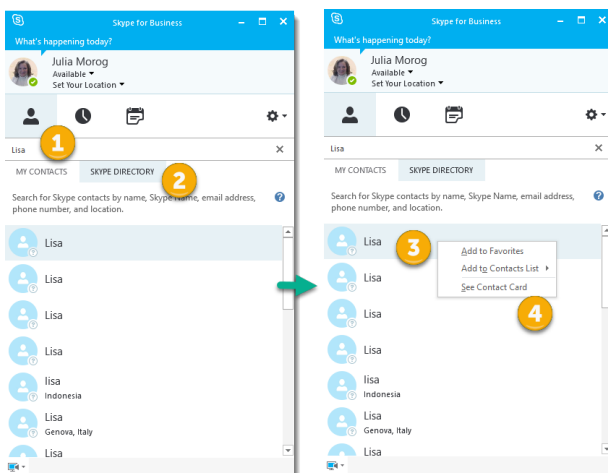 Skype for Business
What's happening today?
Julia Morog
Available
Set Your Location
1
Lisa
MY CONTACTS SKYPE DIRECTORY
2
Search for Skype contacts by name, Skype Name, email address,
phone number, and location.
Lisa
Lisa
Lisa
Lisa
lisa
Indonesia
Lisa
Genova, Italy
Lisa
Skype for Business
What's happening today?
Julia Morog
Available
Set Your Location
Lisa
MY CONTACTS SKYPE DIRECTORY
Search for Skype contacts by name, Skype Name, email address,
phone number, and location.
Lisa
3
Add to Favorites
Add to Contacts List
See Contact Card
4
Lisa
Lisa
Lisa
lisa
Indonesia
Lisa
Genova, Italy
Lisa